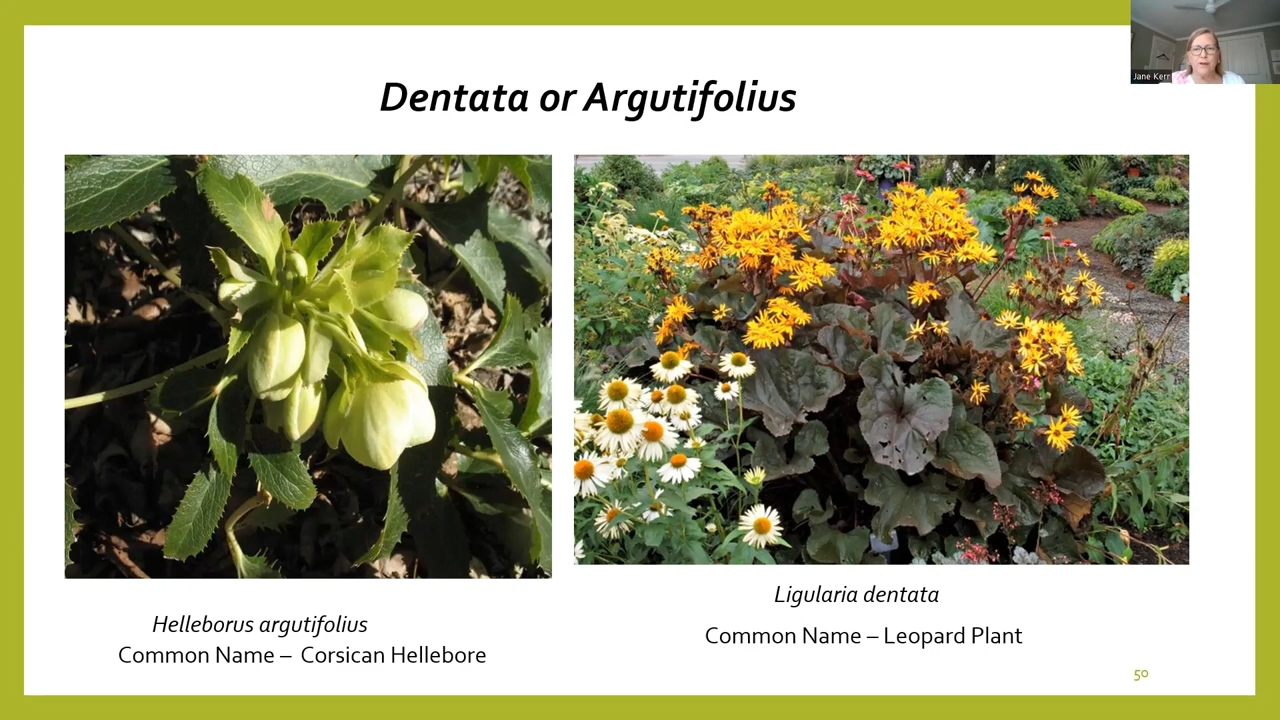 Jane Kerr
Dentata or Argutifolius
Helleborus argutifolius
Common Name – Corsican Hellebore
Ligularia dentata
Common Name – Leopard Plant
50